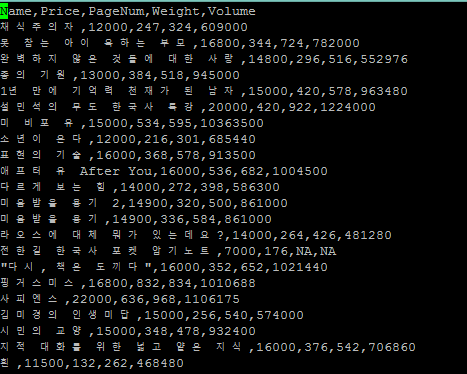 Name,Price,PageNum,Weight,Volume
채식주의자,12000,247,324,609000
못 참는 아이 욱하는 부모,16800,344,724,782000
완벽하지 않은 것들에 대한 사랑,14800,296,516,552976
종의 기원,13000,384,518,945000
1년 만에 기억력 천재가 된 남자,15000,420,578,963480
설민석의 무도 한국사 특강,20000,420,922,1224000
미 비포 유,15000,534,595,10363500
소년이 온다,12000,216,301,685440
표현의 기술,16000,368,578,913500
애프터 유 After You,16000,536,682,1004500
다르게 보는 힘,14000,272,398,586300
미움받을 용기 2,14900,320,500,861000
미움받을 용기,14900,336,584,861000
라오스에 대체 뭐가 있는데요?,14000,264,426,481280
전한길 한국사 포켓 암기노트,7000,176,NA,NA
"다시, 책은 도끼다",16000,352,652,1021440
핑거스미스,16800,832,834,1010688
사피엔스,22000,636,968,1106175
김미경의 인생미답,15000,256,540,574000
시민의 교양,15000,348,478,932400
지적 대화를 위한 넓고 얕은 지식,16000,376,542,706860
흰,11500,132,262,468480